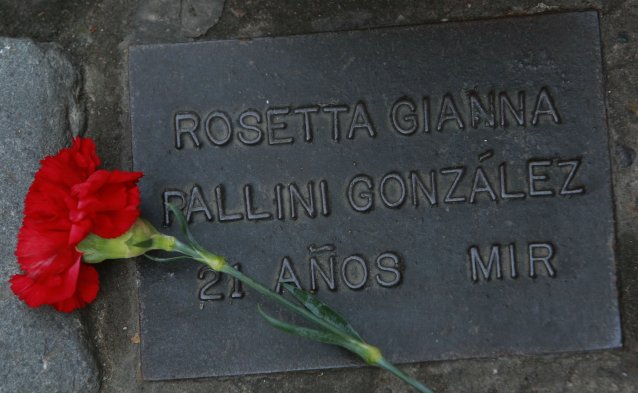 ROSETTA GIANNA
PALLINI GONZÁLEZ
21 AÑOS MIR